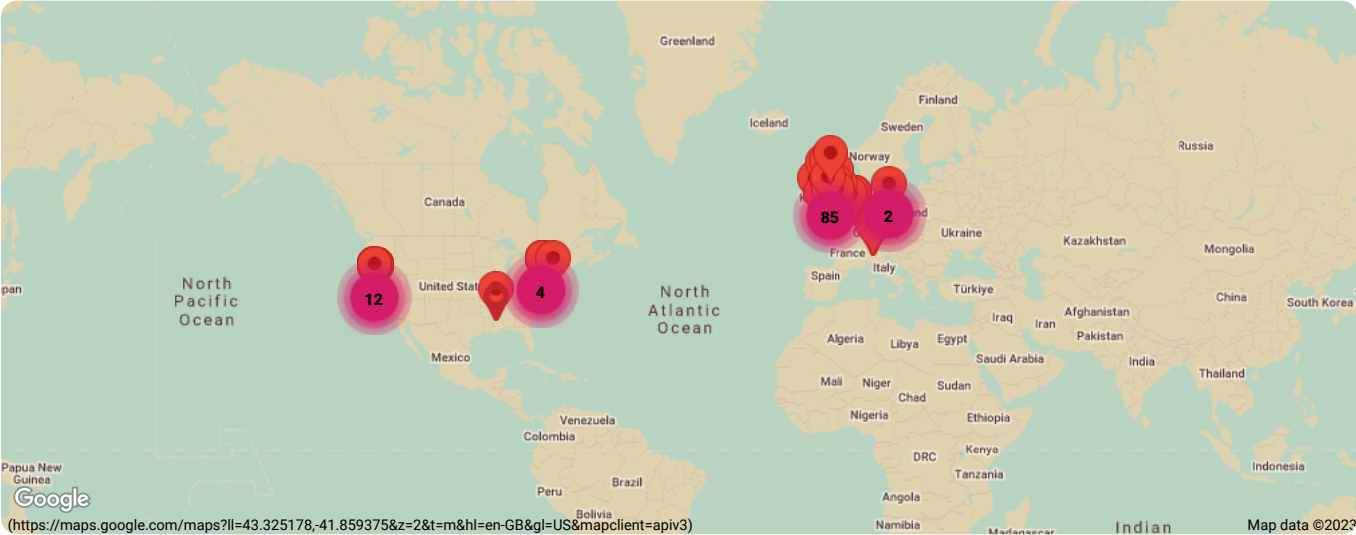 Greenland
Finland
Iceland
Sweden
Russia
Norway
Canada
85
2
nd
Ukraine
Kazakhstan
Mongolia
France
Italy
Spain
North
Pacific
Ocean
pan
United Stat
12
4
North
Atlantic
Ocean
Türkiye
China
South Korea
Iraq
Iran
Afghanistan
Pakistan
Algeria
Libya
Egypt
Saudi Arabia
India
Mexico
Thailand
Mali
Niger
Sudan
Chad
Nigeria
Ethiopia
Venezuela
Colombia
DRC
Kenya
Tanzania
Indonesia
Papua New
Guinea
Brazil
Peru
Angola
Google
Bolivia
Namibia
Madagascar
Indian
(https://maps.google.com/maps?ll=43.325178,-41.859375&z=2&t=m&hl=en-GB&gl=US&mapclient=apiv3)
Map data ©2023